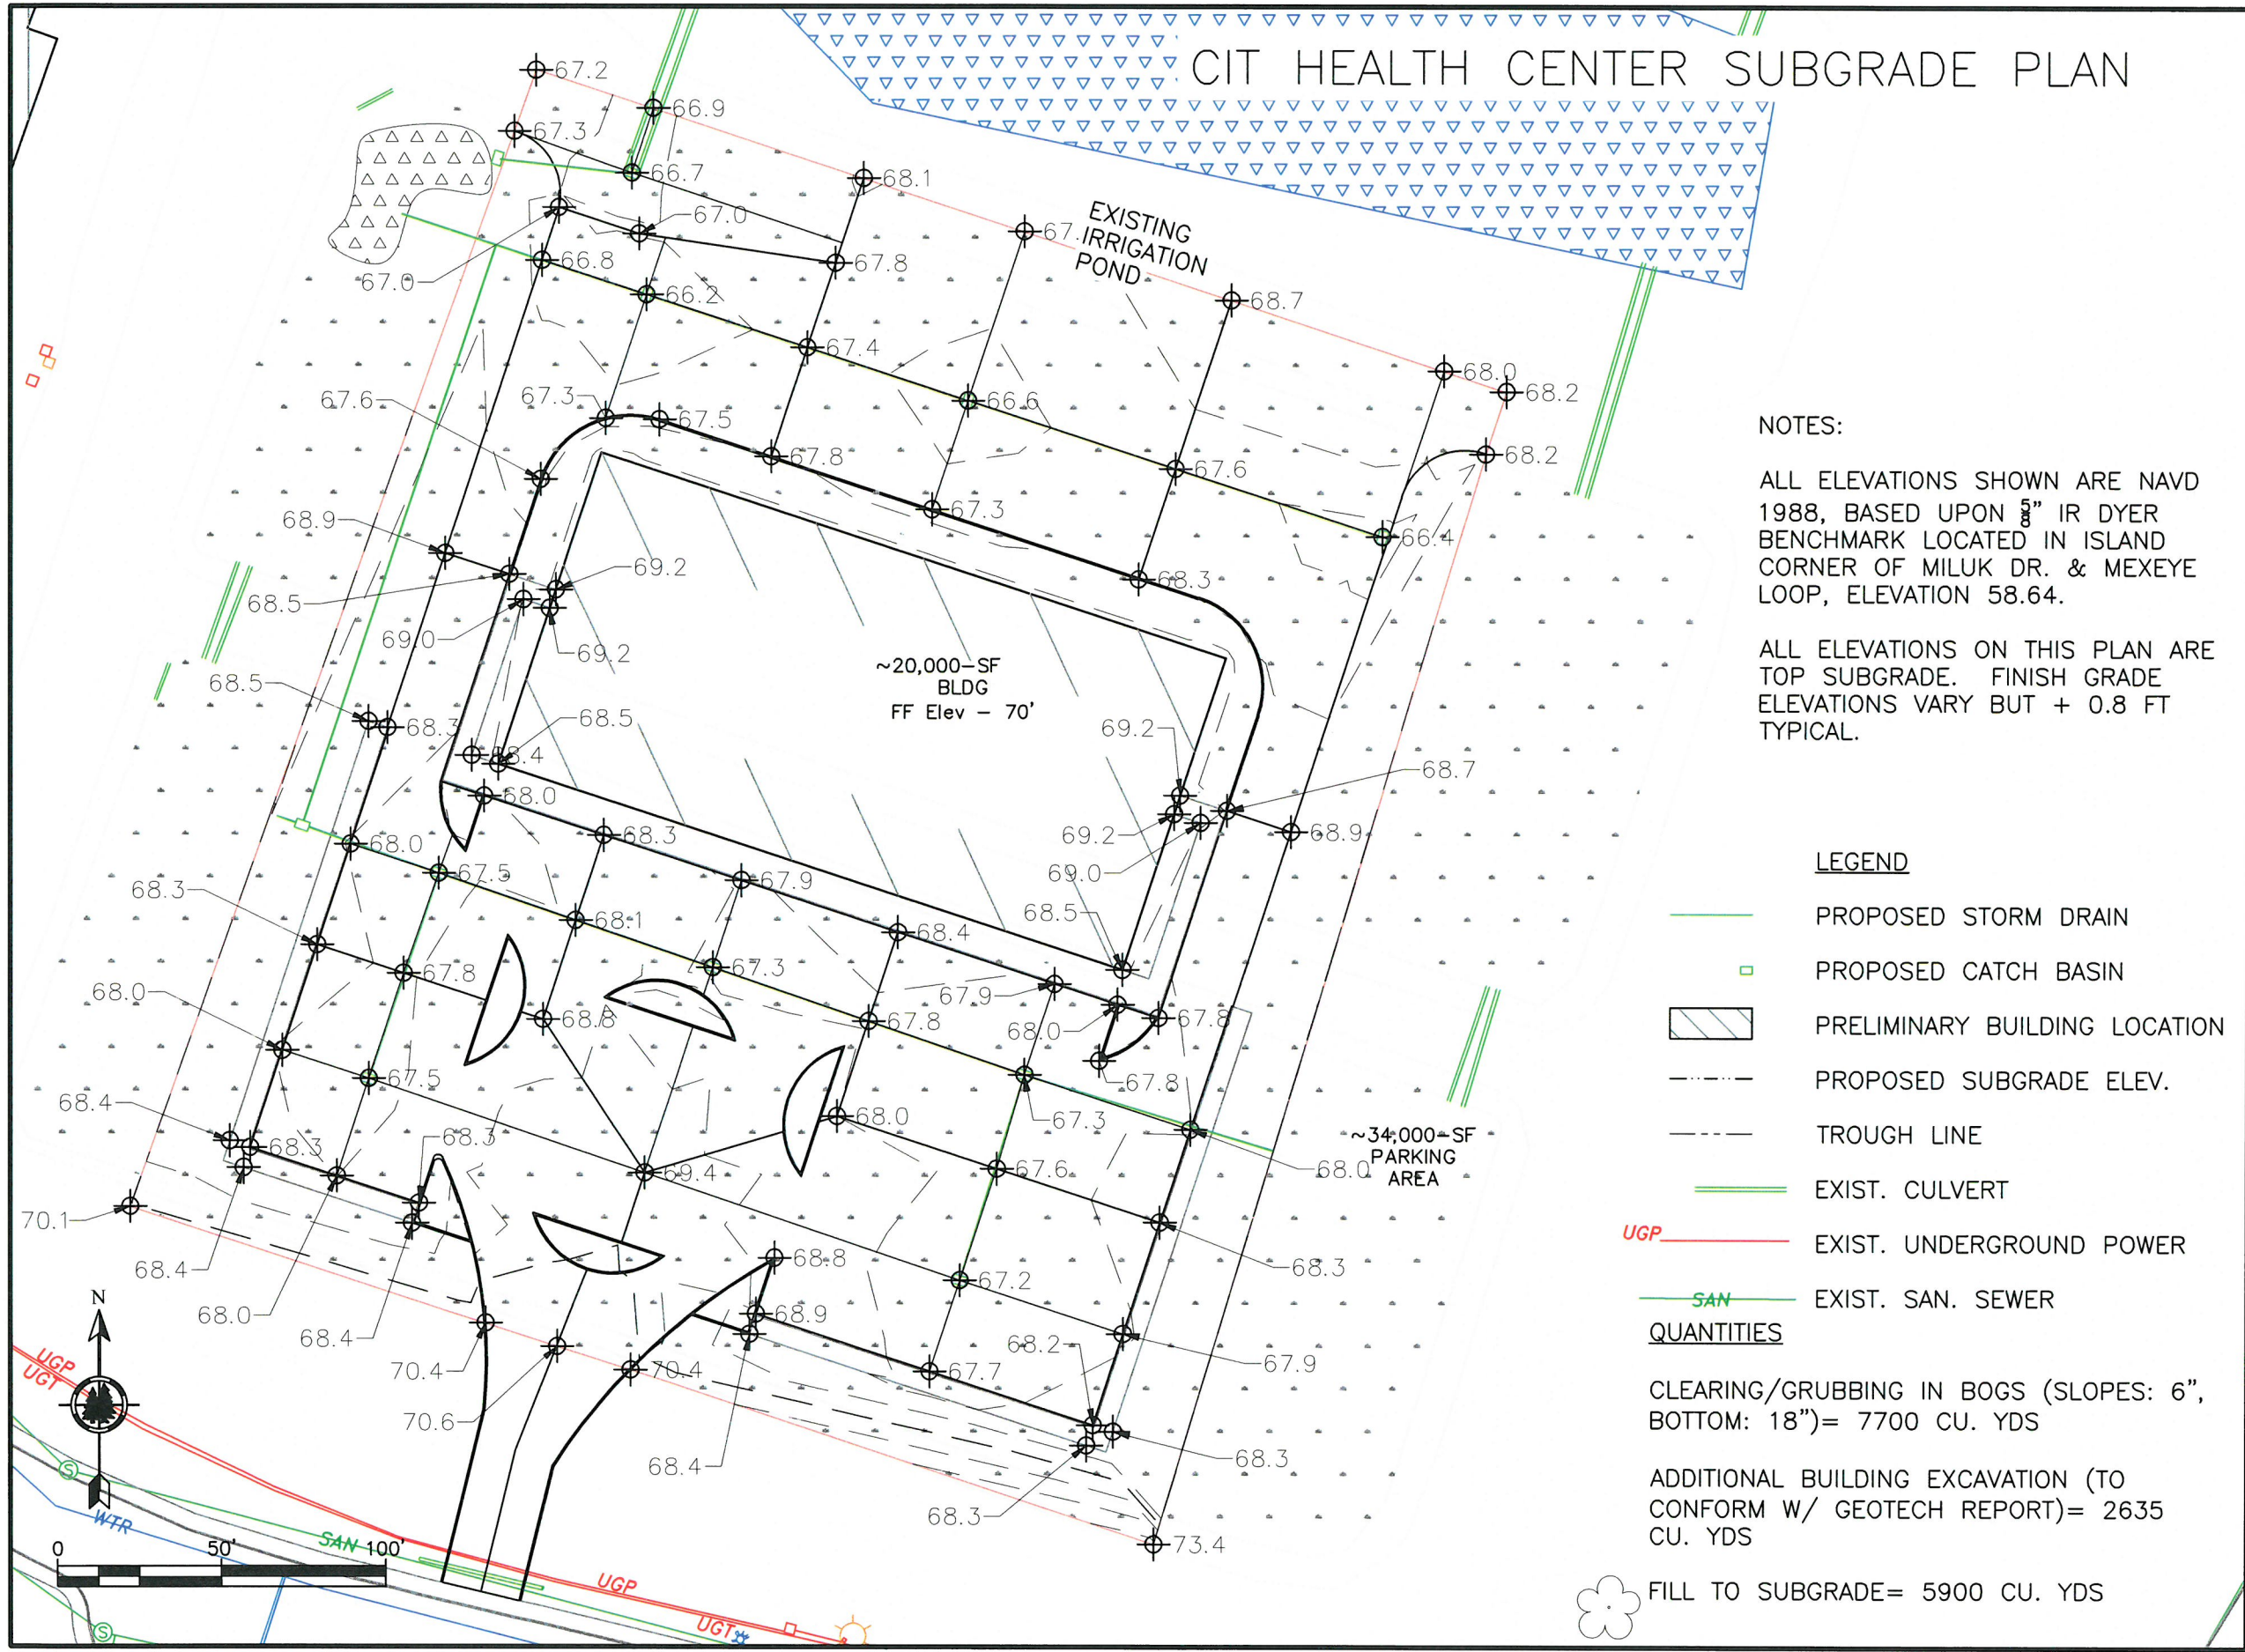 CIT HEALTH CENTER SUBGRADE PLAN
67.2
66.9
67.3
66.7
68.1
67.0
67.
EXISTING
IRRIGATION
POND
67.8
66.8
67.0
66.2
68.7
67.4
68.0
68.2
67.6
67.3
67.5
66.6
68.2
67.8
67.6
67.3
66.4
68.9
68.3
69.2
68.5
69.0
69.2
~20,000-SF
BLDG
FF Elev - 70'
68.5
68.3
68.5
68.4
69.2
68.7
68.0
68.3
69.2
68.9
68.0
67.5
67.9
69.0
68.3
68.1
68.4
68.5
67.8
67.3
67.9
68.0
68.8
67.8
68.0
67.8
67.5
67.8
68.4
68.0
67.3
68.3
68.3
69.4
67.6
68.0
~34,000-SF
PARKING
AREA
70.1
68.4
68.8
67.2
68.3
68.0
68.4
68.9
68.2
67.9
70.4
70.4
67.7
70.6
68.4
68.3
68.3
73.4
NOTES:
ALL ELEVATIONS SHOWN ARE NAVD
1988, BASED UPON 5/8" IR DYER
BENCHMARK LOCATED IN ISLAND
CORNER OF MILUK DR. & MEXEYE
LOOP, ELEVATION 58.64.
ALL ELEVATIONS ON THIS PLAN ARE
TOP SUBGRADE. FINISH GRADE
ELEVATIONS VARY BUT + 0.8 FT
TYPICAL.
LEGEND
PROPOSED STORM DRAIN
PROPOSED CATCH BASIN
PRELIMINARY BUILDING LOCATION
PROPOSED SUBGRADE ELEV.
TROUGH LINE
EXIST. CULVERT
UGP EXIST. UNDERGROUND POWER
SAN EXIST. SAN. SEWER
QUANTITIES
CLEARING/GRUBBING IN BOGS (SLOPES: 6",
BOTTOM: 18")= 7700 CU. YDS
ADDITIONAL BUILDING EXCAVATION (TO
CONFORM W/ GEOTECH REPORT)= 2635
CU. YDS
FILL TO SUBGRADE= 5900 CU. YDS
N
UGP
UGT
S
WTR
SAN
0 50' 100'
UGP
UGT
S